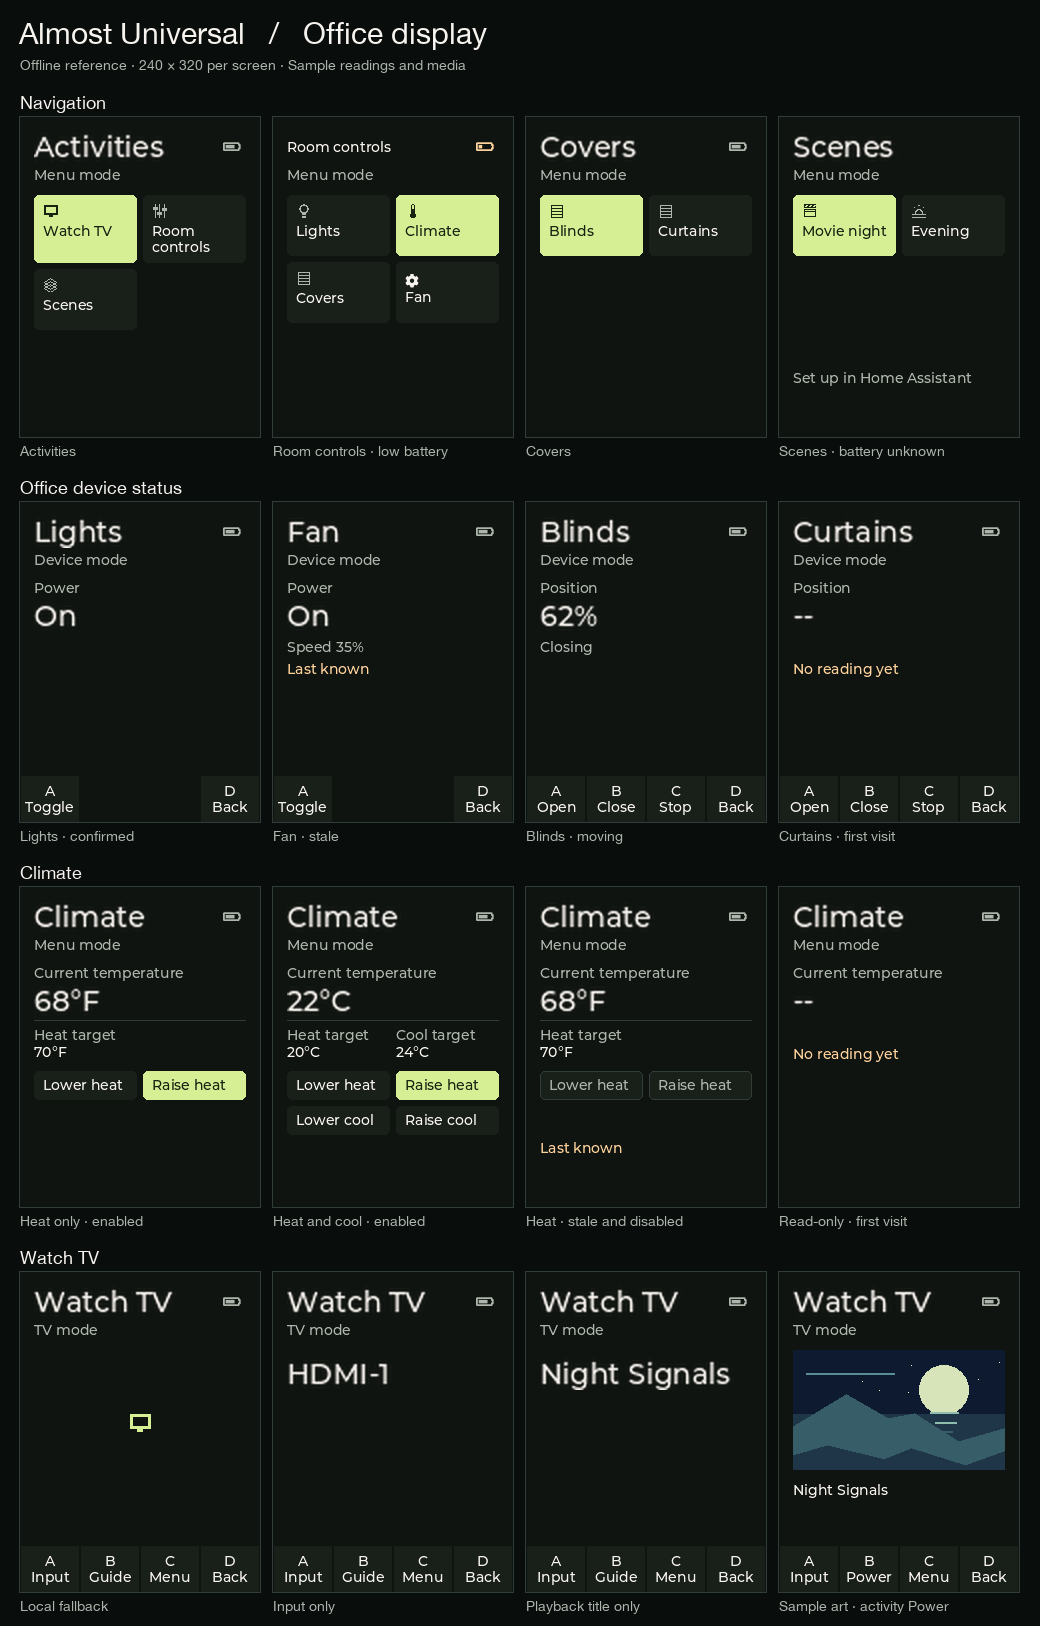 Almost Universal / Office display
Offline reference · 240 × 320 per screen · Sample readings and media
Navigation
Activities
Menu mode
Watch TV
Room
controls
Scenes
Activities
Room controls
Menu mode
Lights
Climate
Covers
Fan
Room controls · low battery
Covers
Menu mode
Blinds
Curtains
Covers
Scenes
Menu mode
Movie night
Evening
Set up in Home Assistant
Scenes · battery unknown
Office device status
Lights
Device mode
Power
On
A
Toggle
D
Back
Lights · confirmed
Fan
Device mode
Power
On
Speed 35%
Last known
A
Toggle
D
Back
Fan · stale
Blinds
Device mode
Position
62%
Closing
A
Open
B
Close
C
Stop
D
Back
Blinds · moving
Curtains
Device mode
Position
--
No reading yet
A
Open
B
Close
C
Stop
D
Back
Curtains · first visit
Climate
Climate
Menu mode
Current temperature
68°F
Heat target
70°F
Lower heat
Raise heat
Heat only · enabled
Climate
Menu mode
Current temperature
22°C
Heat target
20°C
Cool target
24°C
Lower heat
Raise heat
Lower cool
Raise cool
Heat and cool · enabled
Climate
Menu mode
Current temperature
68°F
Heat target
70°F
Lower heat
Raise heat
Last known
Heat · stale and disabled
Climate
Menu mode
Current temperature
--
No reading yet
Read-only · first visit
Watch TV
Watch TV
TV mode
A
Input
B
Guide
C
Menu
D
Back
Local fallback
Watch TV
TV mode
HDMI-1
A
Input
B
Guide
C
Menu
D
Back
Input only
Watch TV
TV mode
Night Signals
A
Input
B
Guide
C
Menu
D
Back
Playback title only
Watch TV
TV mode
Night Signals
A
Input
B
Power
C
Menu
D
Back
Sample art · activity Power